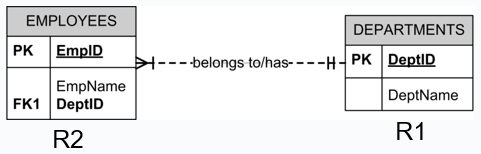 EMPLOYEES
PK EmpID
EmpName
FK1 DeptID
R2
belongs to/has
DEPARTMENTS
PK DeptID
DeptName
R1